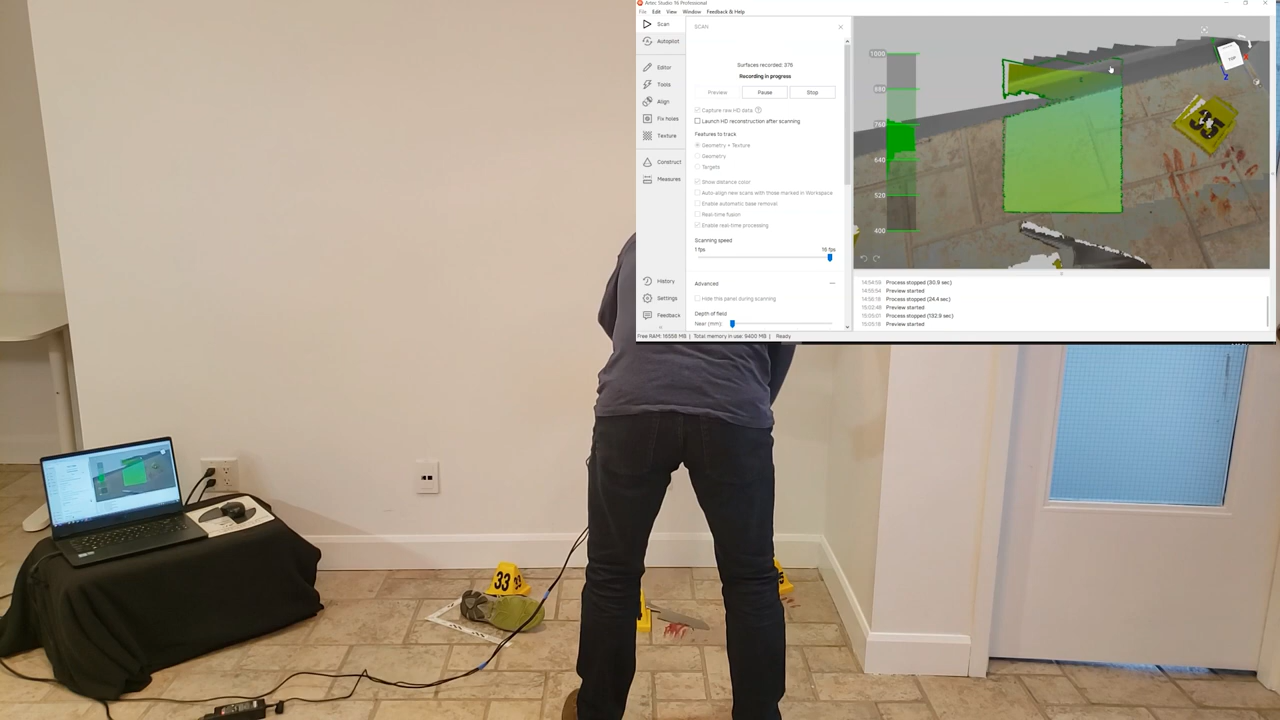 Artec Studio 16 Professional
File Edit View Window Feedback & Help
Scan
Autopilot
Editor
Tools
Align
Fix holes
Texture
Construct
Measures
History
Settings
Feedback
SCAN
Surfaces recorded: 376
Recording in progress
Preview Pause Stop
Capture raw HD data
Launch HD reconstruction after scanning
Features to track
Geometry + Texture
Geometry
Targets
Show distance color
Auto-align new scans with those marked in Workspace
Enable automatic base removal
Real-time fusion
Enable real-time processing
Scanning speed
1 fps 16 fps
Advanced
Hide this panel during scanning
Depth of field
Near (mm):
1000
880
760
640
520
400
TOP
Z
35
14:54:59 Process stopped (30.9 sec)
14:55:54 Preview started
14:56:18 Process stopped (24.4 sec)
15:02:48 Preview started
15:05:01 Process stopped (132.9 sec)
15:05:18 Preview started
Free RAM: 16558 MB | Total memory in use: 9400 MB | Ready
33